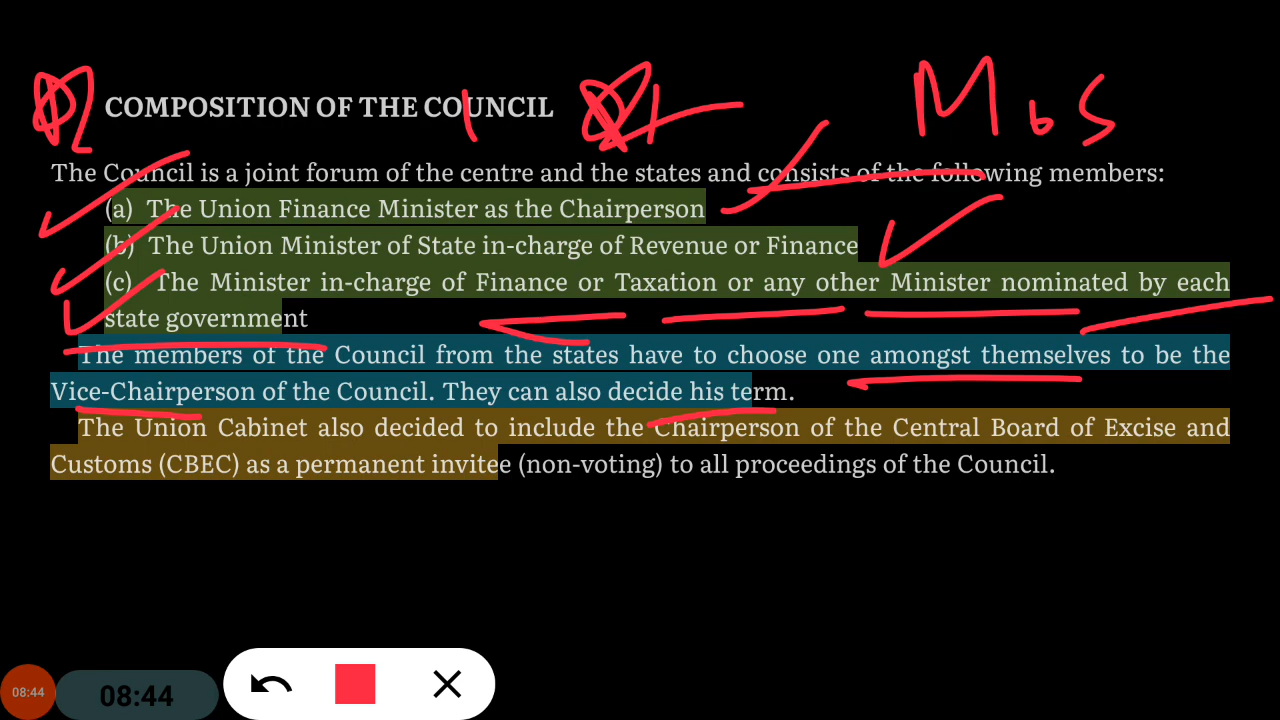 MoS
COMPOSITION OF THE COUNCIL
The Council is a joint forum of the centre and the states and consists of the following members:
(a) The Union Finance Minister as the Chairperson
(b) The Union Minister of State in-charge of Revenue or Finance
(c) The Minister in-charge of Finance or Taxation or any other Minister nominated by each
state government
The members of the Council from the states have to choose one amongst themselves to be the
Vice-Chairperson of the Council. They can also decide his term.
The Union Cabinet also decided to include the Chairperson of the Central Board of Excise and
Customs (CBEC) as a permanent invitee (non-voting) to all proceedings of the Council.
08:44
08:44